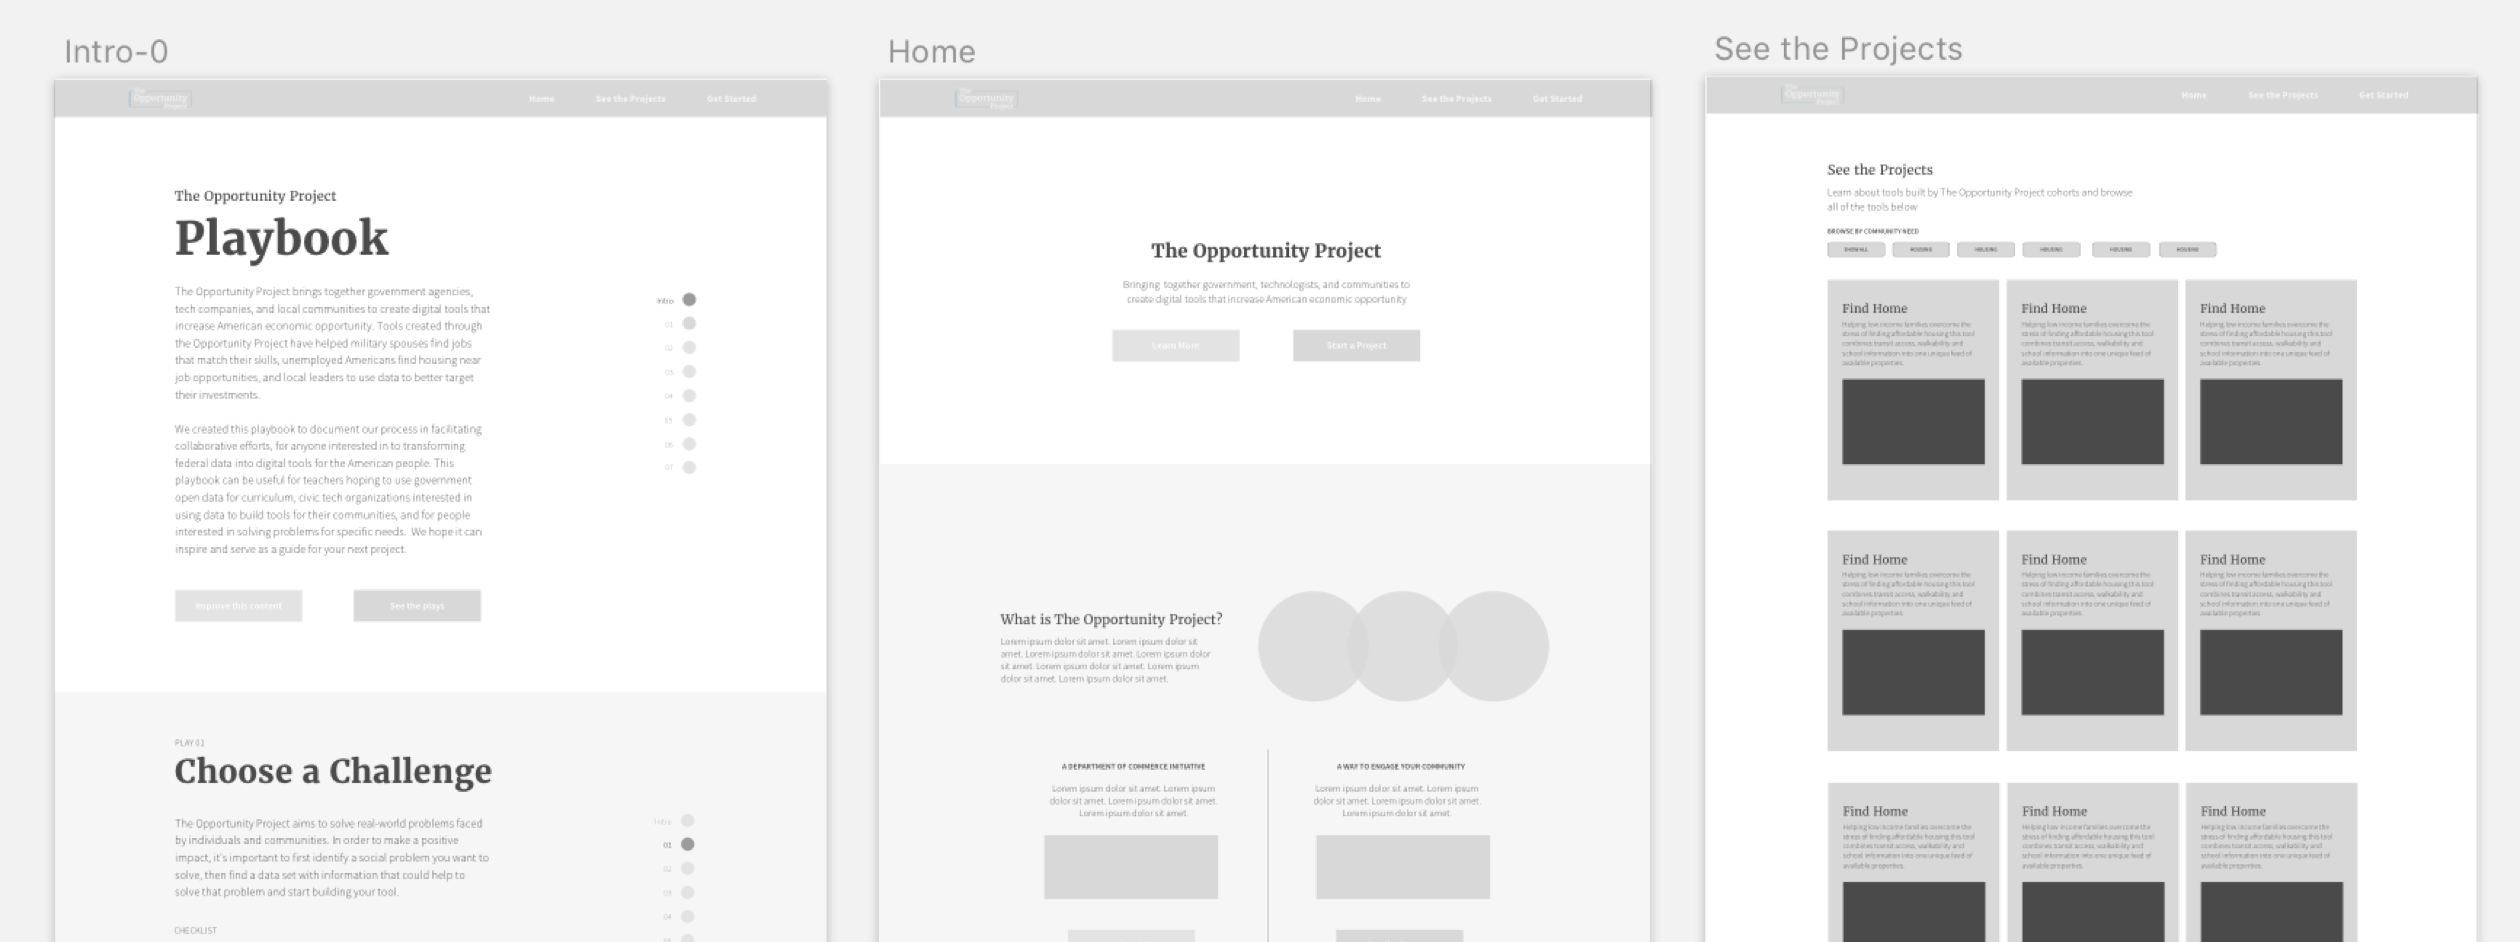 Intro-0
The
Opportunity
Project
Home See the Projects Get Started
The Opportunity Project
Playbook
The Opportunity Project brings together government agencies,
tech companies, and local communities to create digital tools that
increase American economic opportunity. Tools created through
the Opportunity Project have helped military spouses find jobs
that match their skills, unemployed Americans find housing near
job opportunities, and local leaders to use data to better target
their investments.
We created this playbook to document our process in facilitating
collaborative efforts, for anyone interested in to transforming
federal data into digital tools for the American people. This
playbook can be useful for teachers hoping to use government
open data for curriculum, civic tech organizations interested in
using data to build tools for their communities, and for people
interested in solving problems for specific needs. We hope it can
inspire and serve as a guide for your next project.
Improve this content
See the plays
Intro
01
02
03
04
05
06
07
PLAY 01
Choose a Challenge
The Opportunity Project aims to solve real-world problems faced
by individuals and communities. In order to make a positive
impact, it's important to first identify a social problem you want to
solve, then find a data set with information that could help to
solve that problem and start building your tool.
CHECKLIST
Intro
01
02
03
04
Home
The
Opportunity
Project
Home See the Projects Get Started
The Opportunity Project
Bringing together government, technologists, and communities to
create digital tools that increase American economic opportunity
Learn More
Start a Project
What is The Opportunity Project?
Lorem ipsum dolor sit amet. Lorem ipsum dolor sit
amet. Lorem ipsum dolor sit amet. Lorem ipsum dolor
sit amet. Lorem ipsum dolor sit amet. Lorem ipsum
dolor sit amet. Lorem ipsum dolor sit amet.
A DEPARTMENT OF COMMERCE INITIATIVE
Lorem ipsum dolor sit amet. Lorem ipsum
dolor sit amet. Lorem ipsum dolor sit amet.
Lorem ipsum dolor sit amet.
A WAY TO ENGAGE YOUR COMMUNITY
Lorem ipsum dolor sit amet. Lorem ipsum
dolor sit amet. Lorem ipsum dolor sit amet.
Lorem ipsum dolor sit amet.
See the Projects
The
Opportunity
Project
Home See the Projects Get Started
See the Projects
Learn about tools built by The Opportunity Project cohorts and browse
all of the tools below
BROWSE BY COMMUNITY NEED
SHOW ALL HOUSING HOUSING HOUSING HOUSING HOUSING
Find Home
Helping low income families overcome the
stress of finding affordable housing this tool
combines transit access, walkability and
school information into one unique feed of
available properties.
Find Home
Helping low income families overcome the
stress of finding affordable housing this tool
combines transit access, walkability and
school information into one unique feed of
available properties.
Find Home
Helping low income families overcome the
stress of finding affordable housing this tool
combines transit access, walkability and
school information into one unique feed of
available properties.
Find Home
Helping low income families overcome the
stress of finding affordable housing this tool
combines transit access, walkability and
school information into one unique feed of
available properties.
Find Home
Helping low income families overcome the
stress of finding affordable housing this tool
combines transit access, walkability and
school information into one unique feed of
available properties.
Find Home
Helping low income families overcome the
stress of finding affordable housing this tool
combines transit access, walkability and
school information into one unique feed of
available properties.
Find Home
Helping low income families overcome the
stress of finding affordable housing this tool
combines transit access, walkability and
school information into one unique feed of
available properties.
Find Home
Helping low income families overcome the
stress of finding affordable housing this tool
combines transit access, walkability and
school information into one unique feed of
available properties.
Find Home
Helping low income families overcome the
stress of finding affordable housing this tool
combines transit access, walkability and
school information into one unique feed of
available properties.